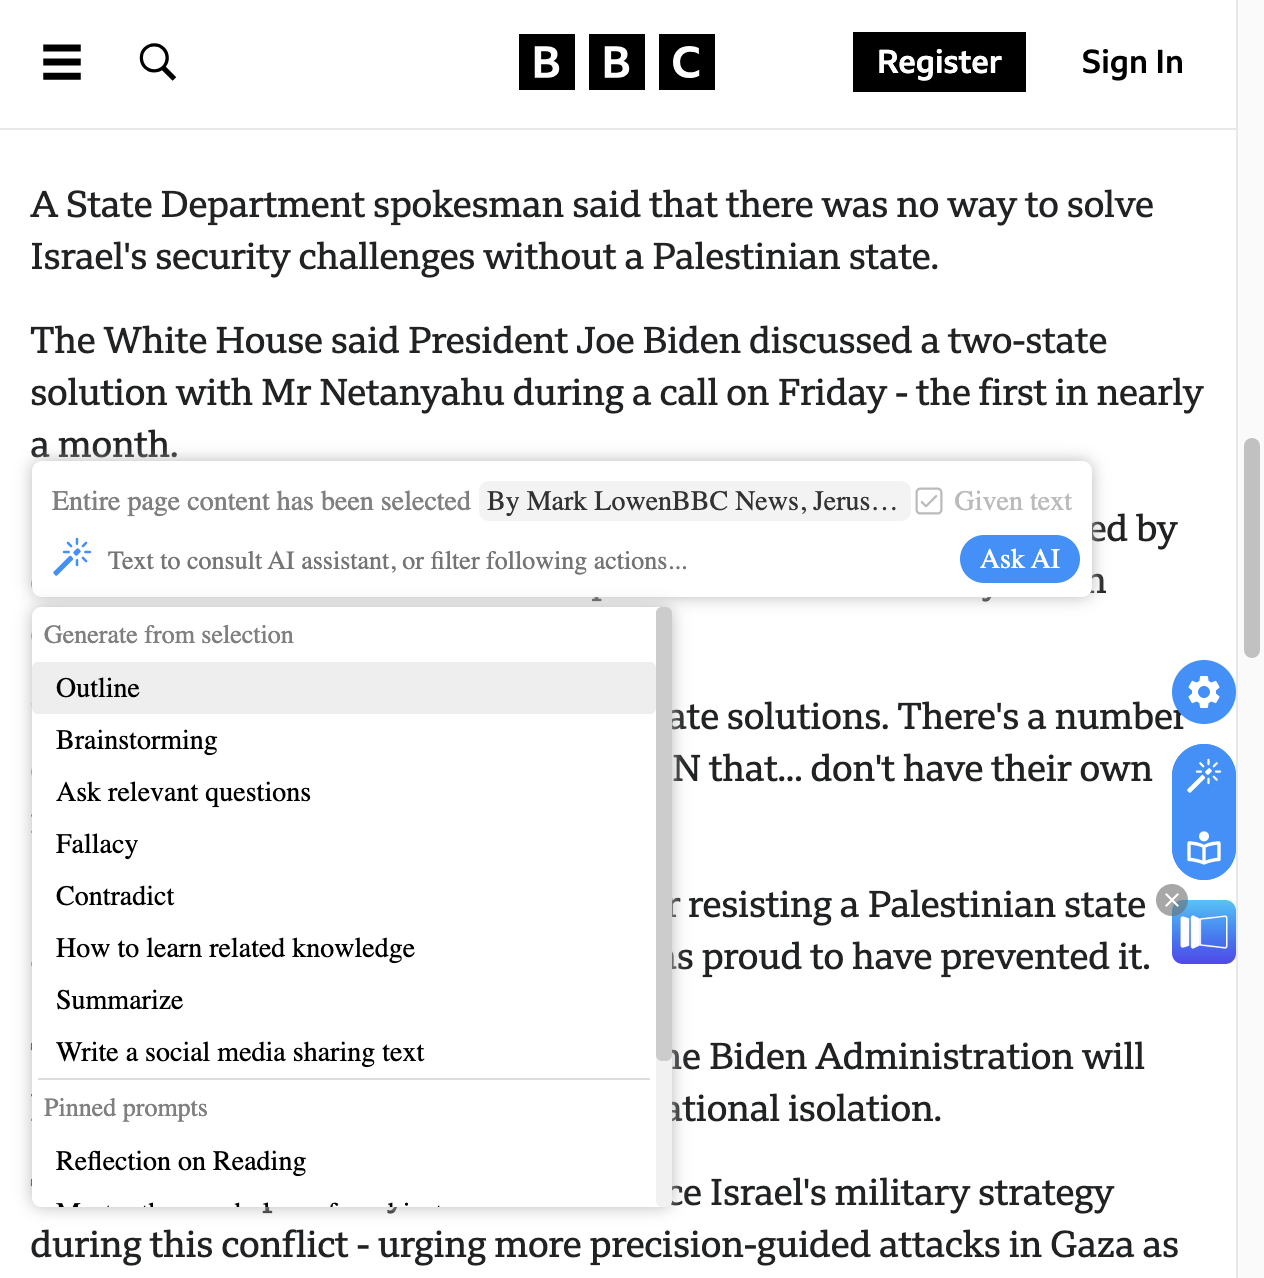 BBC
Register
Sign In
A State Department spokesman said that there was no way to solve
Israel's security challenges without a Palestinian state.
The White House said President Joe Biden discussed a two-state
solution with Mr Netanyahu during a call on Friday - the first in nearly
a month.
Entire page content has been selected By Mark LowenBBC News, Jerus... Given text
ed by
Text to consult AI assistant, or filter following actions...
Ask AI
Generate from selection
Outline
ate solutions. There's a number
Brainstorming
N that... don't have their own
Ask relevant questions
Fallacy
Contradict
r resisting a Palestinian state
How to learn related knowledge
s proud to have prevented it.
Summarize
Write a social media sharing text
e Biden Administration will
Pinned prompts
ational isolation.
Reflection on Reading
ce Israel's military strategy
during this conflict - urging more precision-guided attacks in Gaza as